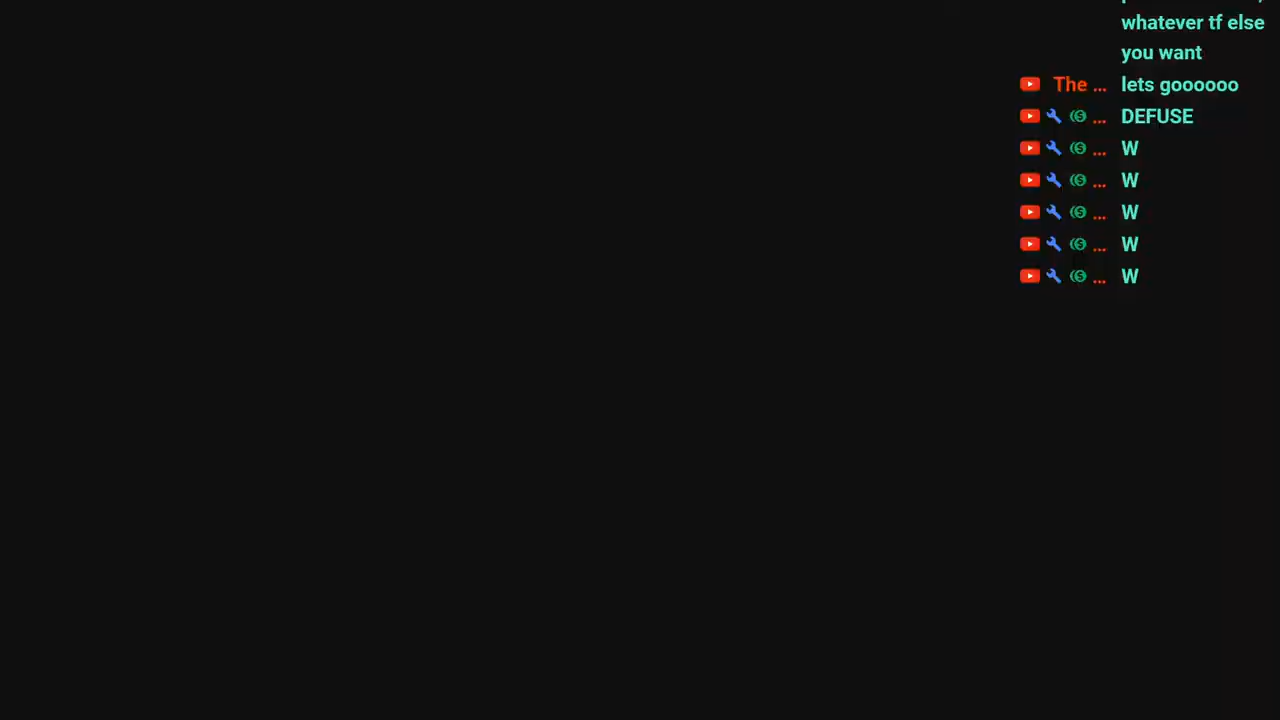 whatever tf else
you want
The ... lets goooooo
... DEFUSE
... W
... W
... W
... W
... W